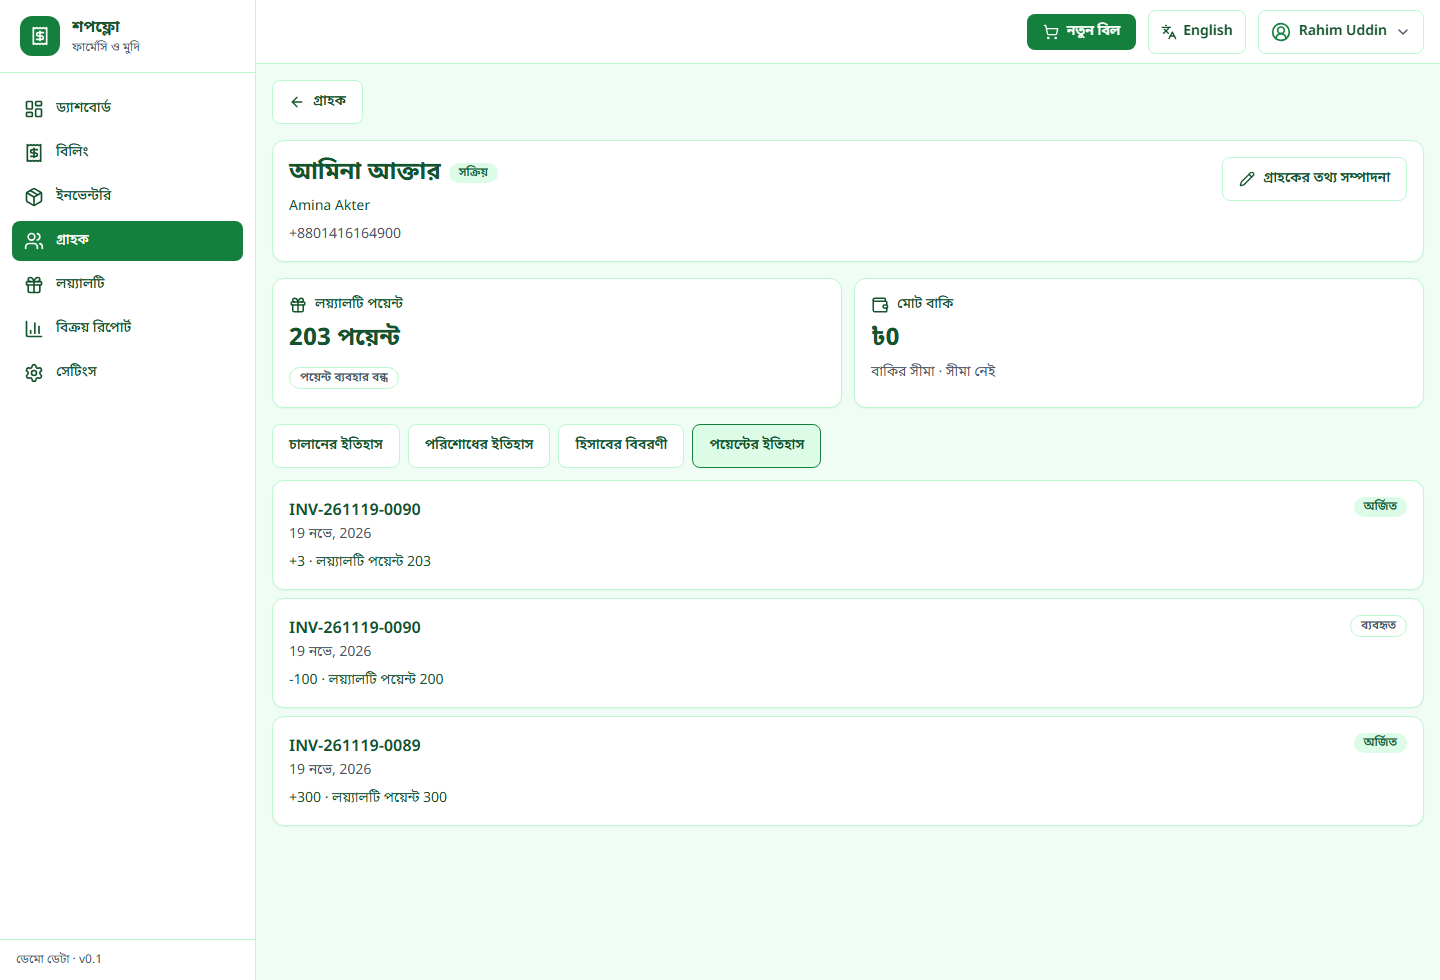 শপফ্লো
ফার্মেসি ও মুদি
নতুন বিল
English
Rahim Uddin
ড্যাশবোর্ড
বিলিং
ইনভেন্টরি
গ্রাহক
লয়্যালটি
বিক্রয় রিপোর্ট
সেটিংস
ডেমো ডেটা · v0.1
গ্রাহক
আমিনা আক্তার সক্রিয়
Amina Akter
+8801416164900
গ্রাহকের তথ্য সম্পাদনা
লয়্যালটি পয়েন্ট
203 পয়েন্ট
পয়েন্ট ব্যবহার বন্ধ
মোট বাকি
৳0
বাকির সীমা · সীমা নেই
চালানের ইতিহাস
পরিশোধের ইতিহাস
হিসাবের বিবরণী
পয়েন্টের ইতিহাস
INV-261119-0090
অর্জিত
19 নভে, 2026
+3 · লয়্যালটি পয়েন্ট 203
INV-261119-0090
ব্যবহৃত
19 নভে, 2026
-100 · লয়্যালটি পয়েন্ট 200
INV-261119-0089
অর্জিত
19 নভে, 2026
+300 · লয়্যালটি পয়েন্ট 300